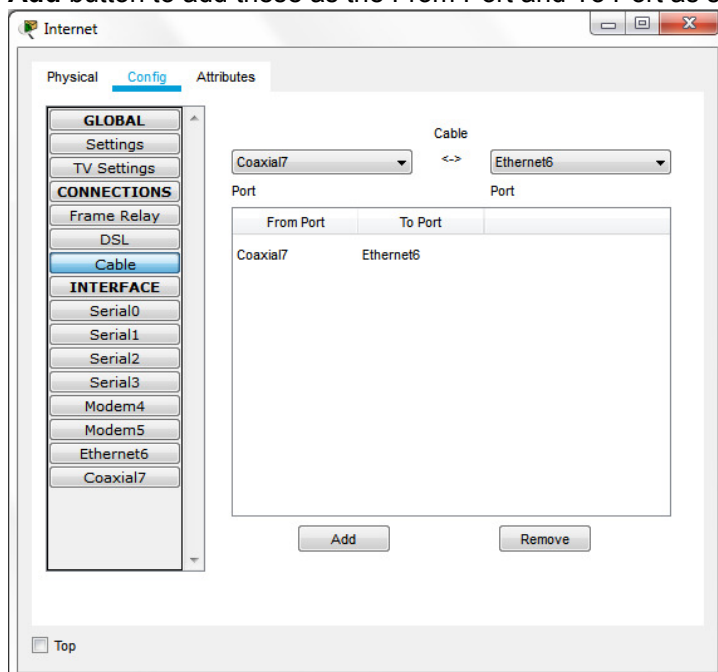 Add button to add those as the From Port and To Port as s
Internet
Physical Config Attributes
GLOBAL
Settings
TV Settings
CONNECTIONS
Frame Relay
DSL
Cable
INTERFACE
Serial0
Serial1
Serial2
Serial3
Modem4
Modem5
Ethernet6
Coaxial7
Cable
Coaxial7 <-> Ethernet6
Port Port
From Port To Port
Coaxial7 Ethernet6
Add Remove
Top